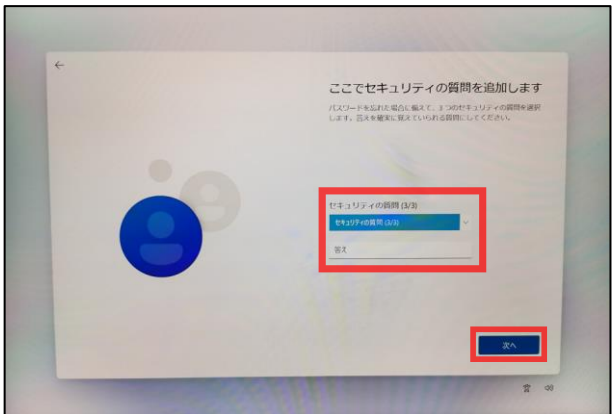 ここでセキュリティの質問を追加します
パスワードを忘れた場合に備えて、3 つのセキュリティの質問を選択
します。答えを確実に覚えていられる質問にしてください。
セキュリティの質問 (3/3)
セキュリティの質問 (3/3)
答え
次へ